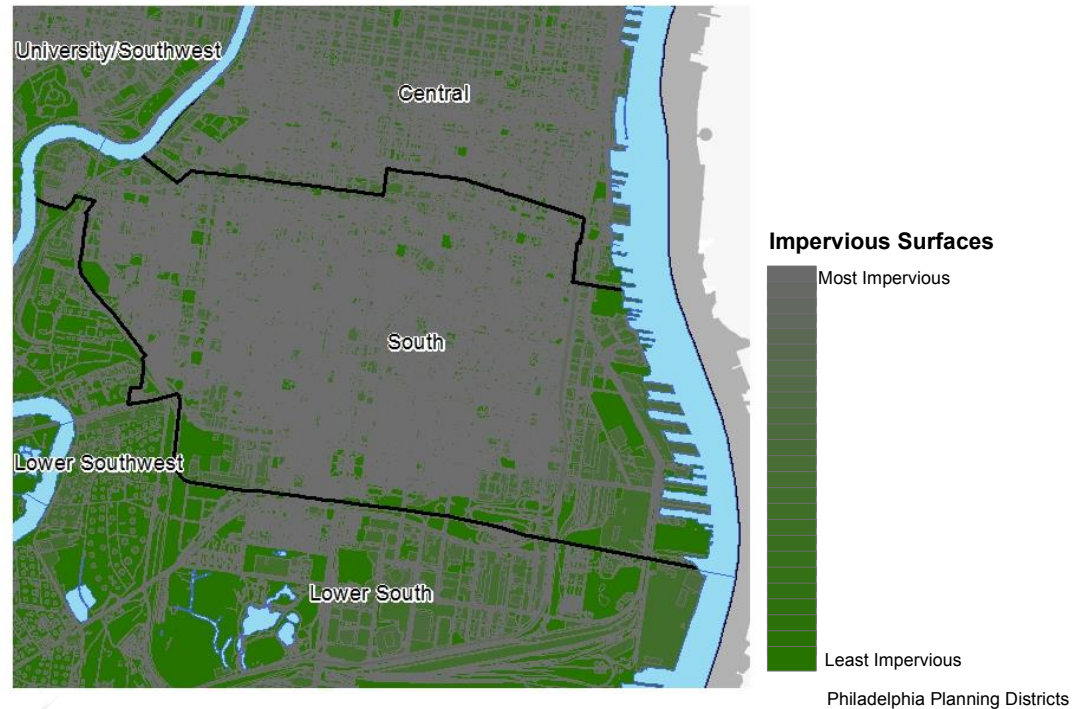 University/Southwest
Central
South
Lower Southwest
Lower South
Impervious Surfaces
Most Impervious
Least Impervious
Philadelphia Planning Districts